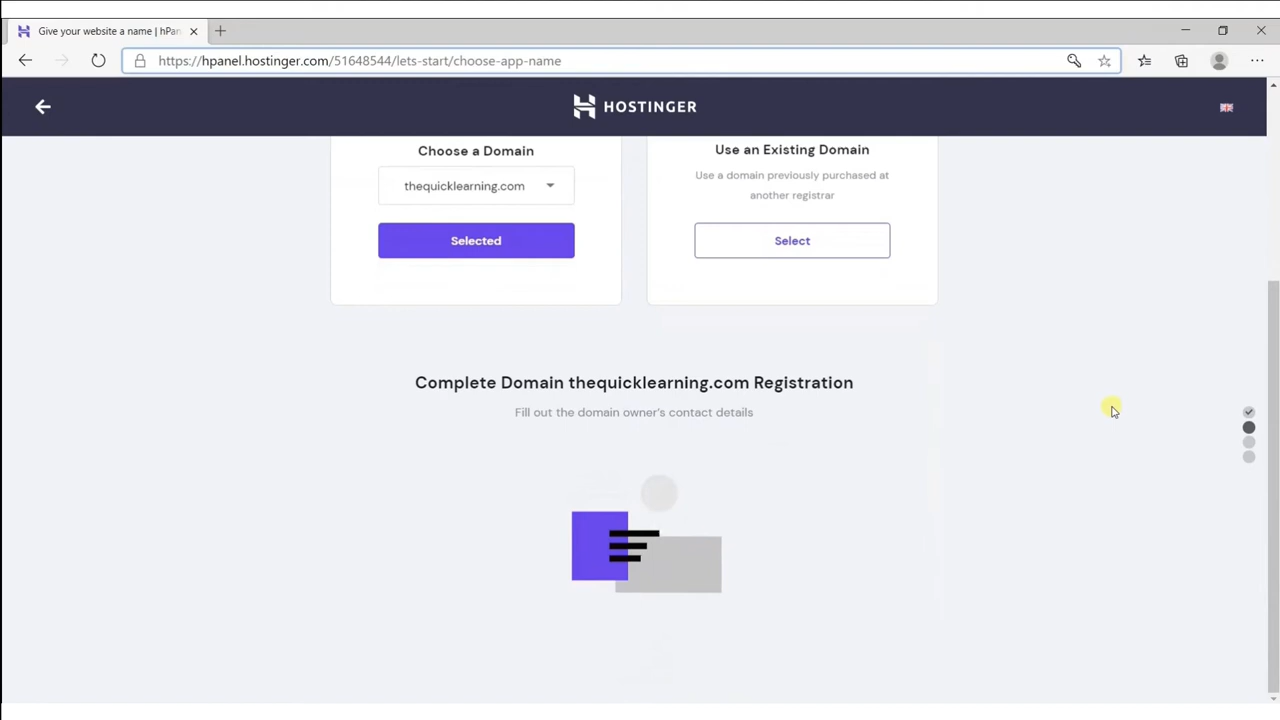 Give your website a name | hPan
https://hpanel.hostinger.com/51648544/lets-start/choose-app-name
HOSTINGER
Choose a Domain
thequicklearning.com
Selected
Use an Existing Domain
Use a domain previously purchased at
another registrar
Select
Complete Domain thequicklearning.com Registration
Fill out the domain owner's contact details